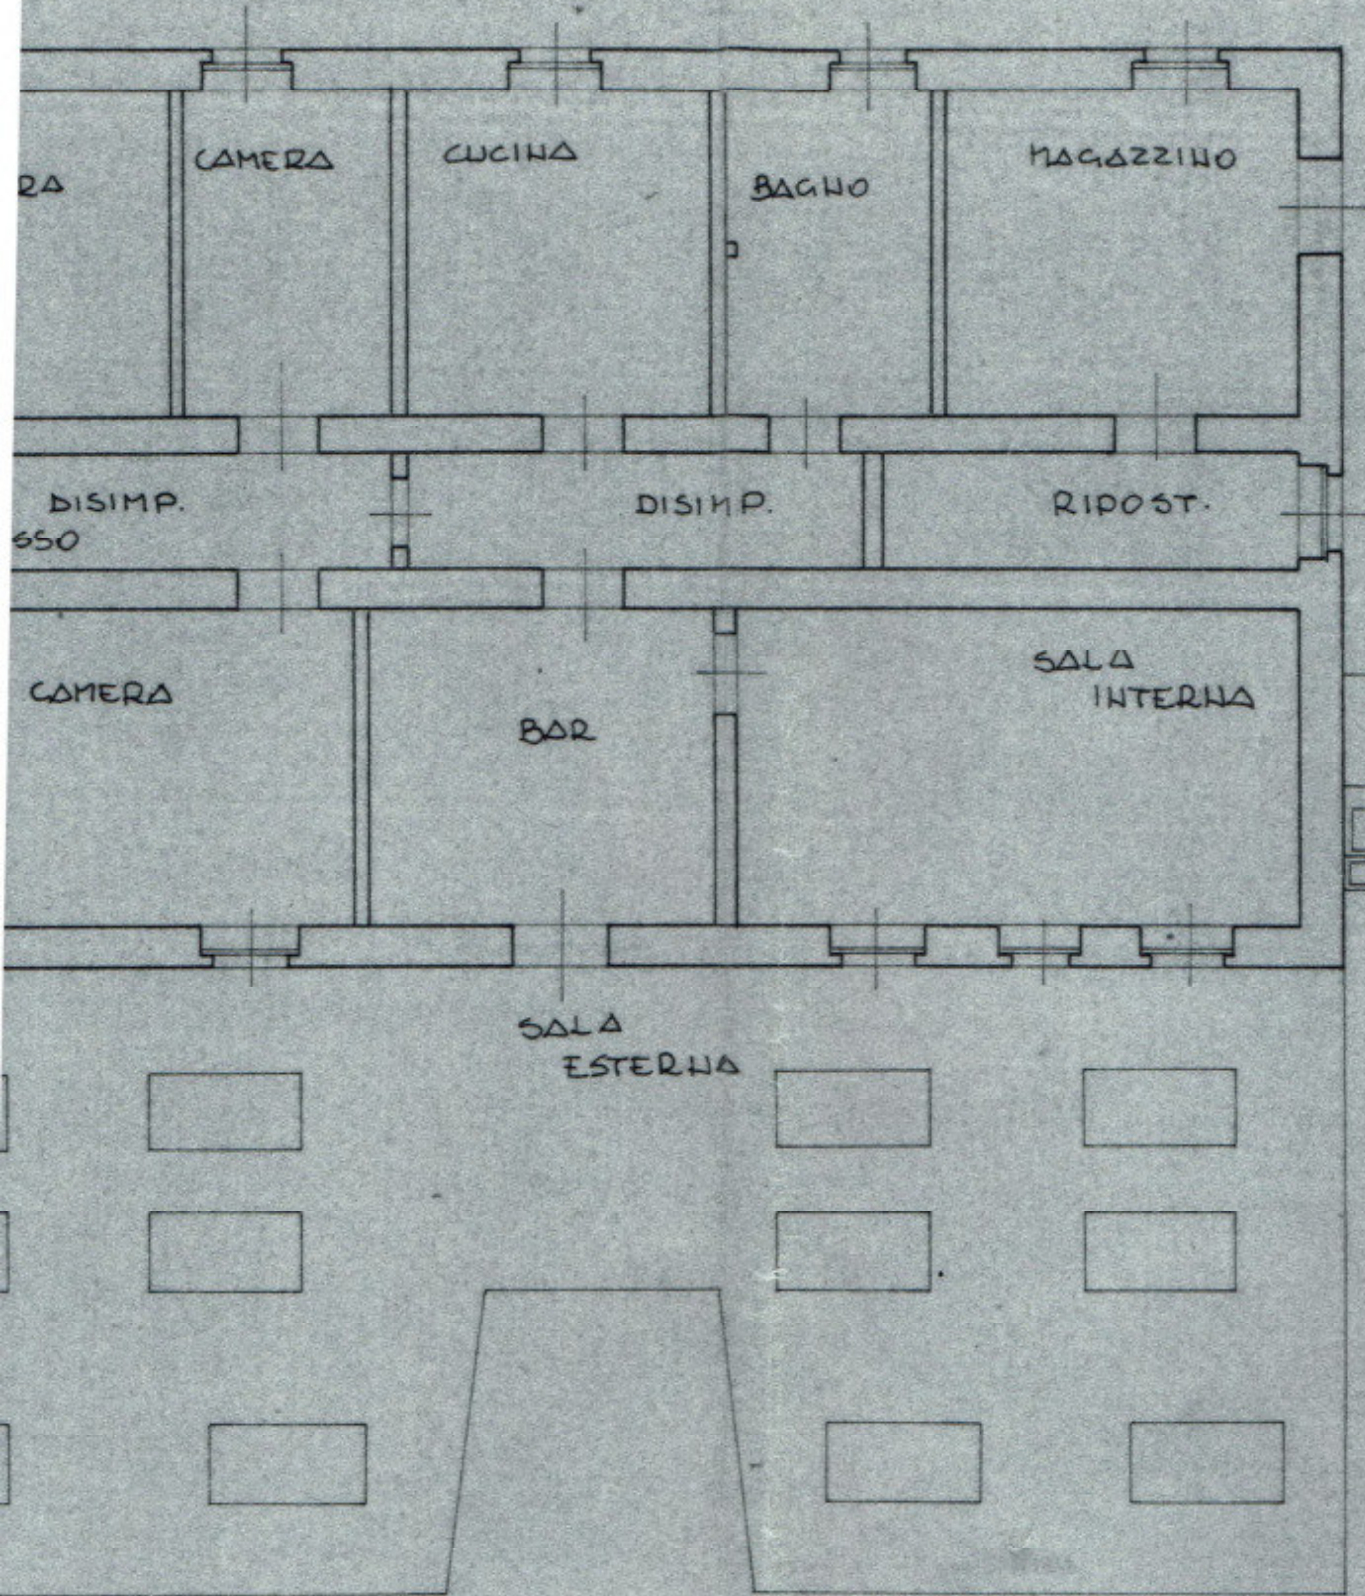 CAMERA
CUCINA
BAGNO
MAGAZZINO
RA
DISIMP.
SSO
DISIMP.
RIPOST.
CAMERA
BAR
SALA
INTERNA
SALA
ESTERNA